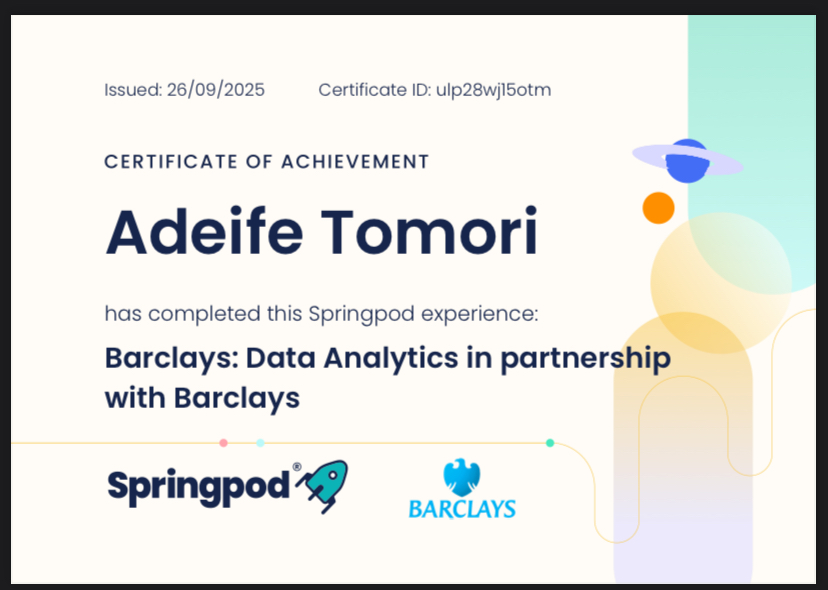 Issued: 26/09/2025 Certificate ID: ulp28wj15otm
CERTIFICATE OF ACHIEVEMENT
Adeife Tomori
has completed this Springpod experience:
Barclays: Data Analytics in partnership
with Barclays
Springpod® BARCLAYS